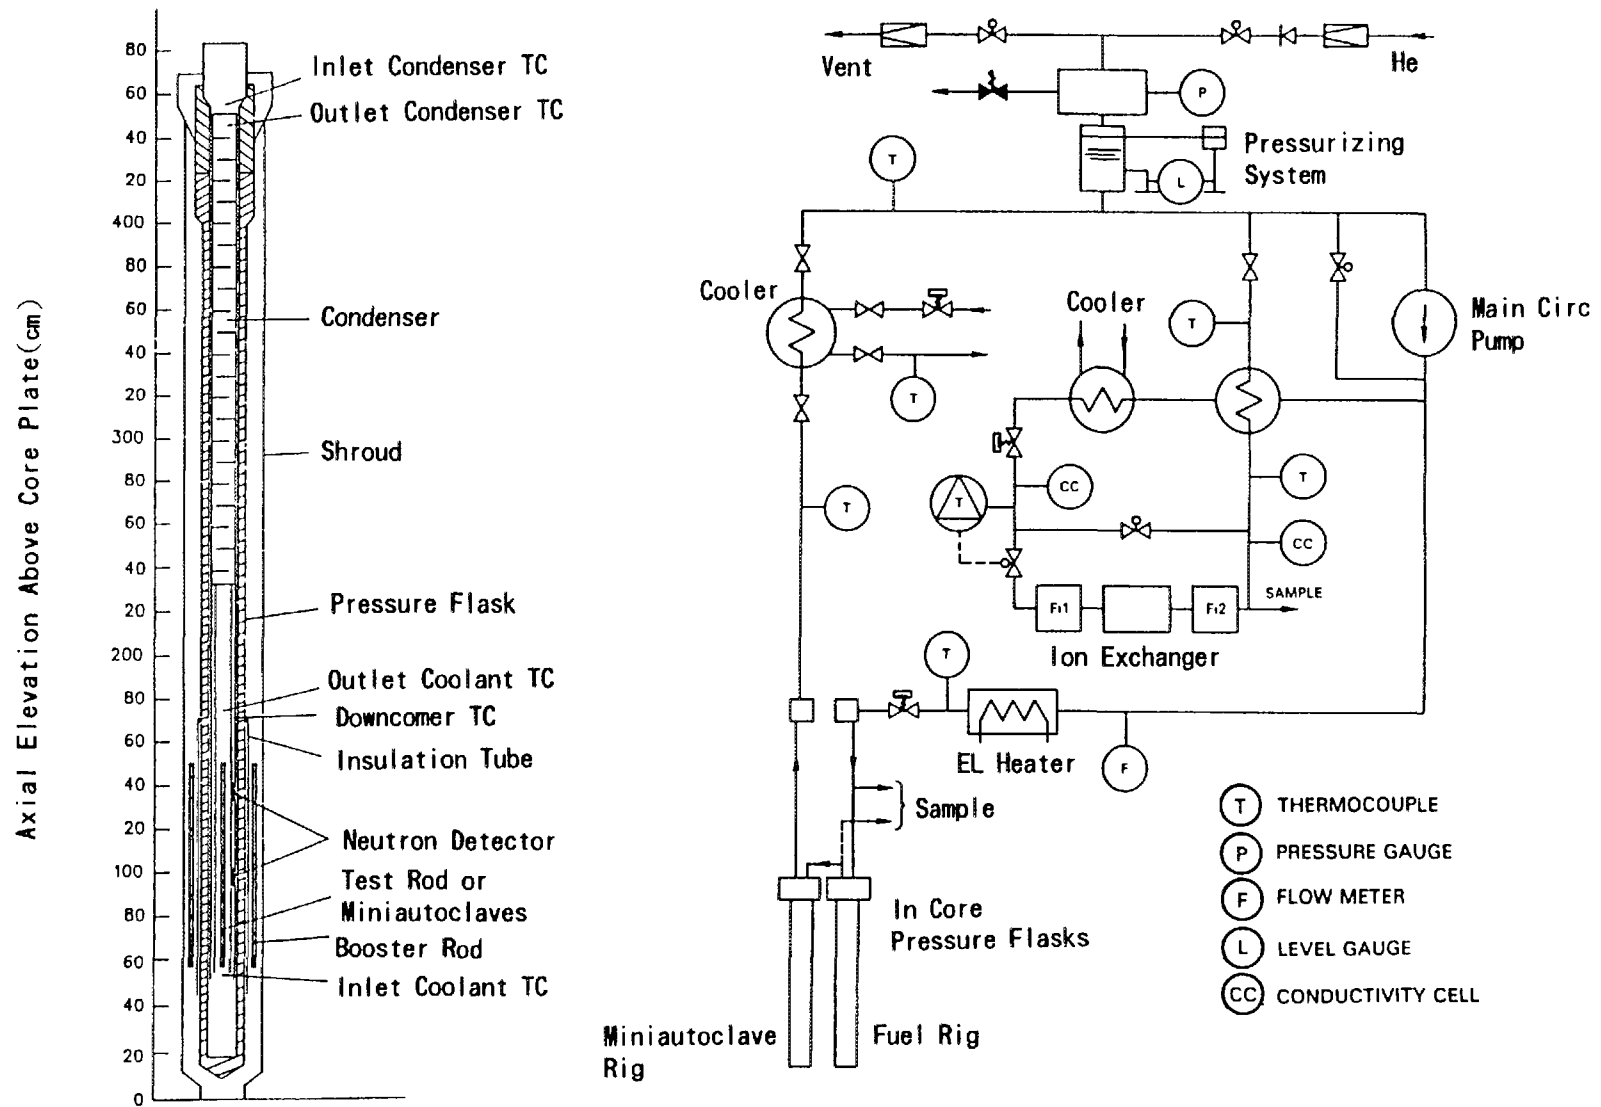 Axial Elevation Above Core Plate(cm)
80
60
40
20
400
80
60
40
20
300
80
60
40
20
200
80
60
40
20
100
80
60
40
20
0
Inlet Condenser TC
Outlet Condenser TC
Condenser
Shroud
Pressure Flask
Outlet Coolant TC
Downcomer TC
Insulation Tube
Neutron Detector
Test Rod or
Miniautoclaves
Booster Rod
Inlet Coolant TC
Vent
He
P
Pressurizing
System
L
T
Cooler
T
T
Cooler
T
Main Circ
Pump
CC
T
T
CC
SAMPLE
Fi1
Fi2
Ion Exchanger
T
EL Heater
F
Sample
In Core
Pressure Flasks
Miniautoclave
Rig
Fuel Rig
T THERMOCOUPLE
P PRESSURE GAUGE
F FLOW METER
L LEVEL GAUGE
CC CONDUCTIVITY CELL